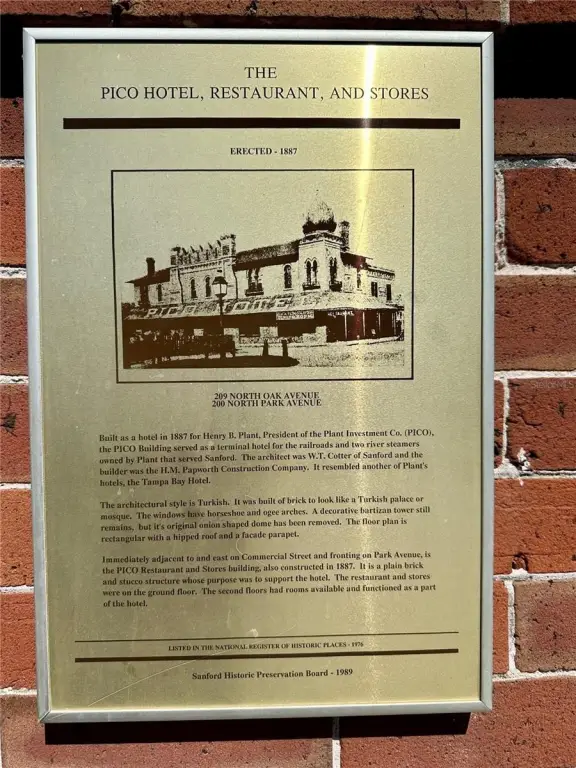 THE
PICO HOTEL, RESTAURANT, AND STORES
ERECTED - 1887
209 NORTH OAK AVENUE
200 NORTH PARK AVENUE
Built as a hotel in 1887 for Henry B. Plant, President of the Plant Investment Co. (PICO),
the PICO Building served as a terminal hotel for the railroads and two river steamers
owned by Plant that served Sanford. The architect was W.T. Cotter of Sanford and the
builder was the H.M. Papworth Construction Company. It resembled another of Plant's
hotels, the Tampa Bay Hotel.
The architectural style is Turkish. It was built of brick to look like a Turkish palace or
mosque. The windows have horseshoe and ogee arches. A decorative bartizan tower still
remains, but it's original onion shaped dome has been removed. The floor plan is
rectangular with a hipped roof and a facade parapet.
Immediately adjacent to and east on Commercial Street and fronting on Park Avenue, is
the PICO Restaurant and Stores building, also constructed in 1887. It is a plain brick
and stucco structure whose purpose was to support the hotel. The restaurant and stores
were on the ground floor. The second floors had rooms available and functioned as a part
of the hotel.
LISTED IN THE NATIONAL REGISTER OF HISTORIC PLACES - 1976
Sanford Historic Preservation Board - 1989